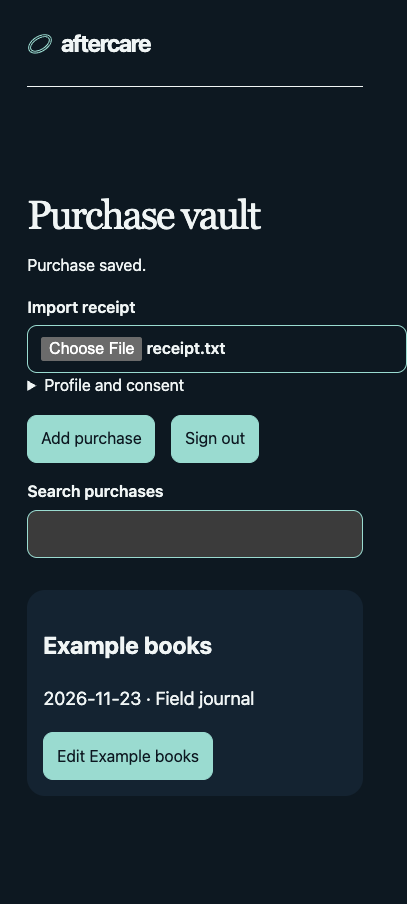 aftercare
Purchase vault
Purchase saved.
Import receipt
Choose File receipt.txt
Profile and consent
Add purchase Sign out
Search purchases
Example books
2026-11-23 · Field journal
Edit Example books